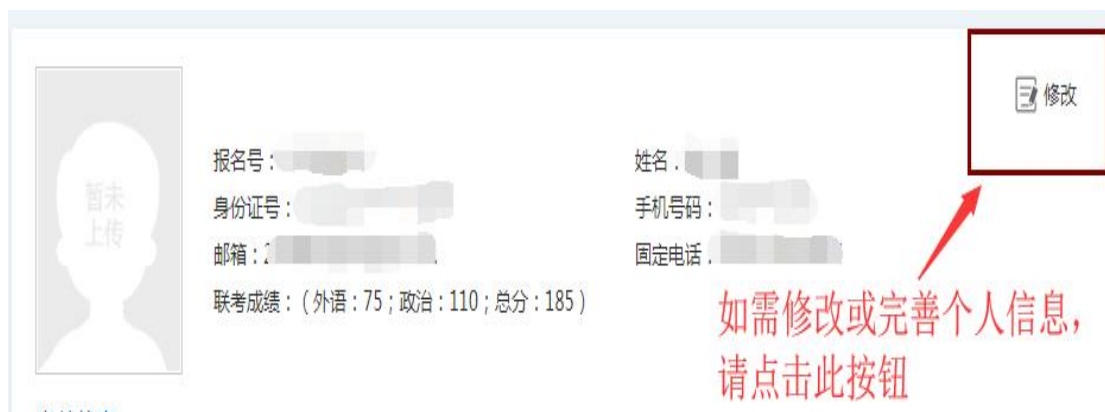 修改
暂未
上传
报名号：
姓名
身份证号：
手机号码：
邮箱：2
固定电话
联考成绩：（外语：75；政治：110；总分：185）
如需修改或完善个人信息，
请点击此按钮